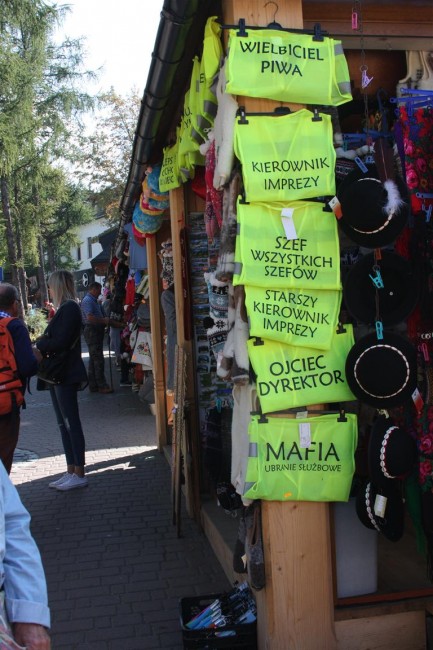 WIELBICIEL
PIWA
KIEROWNIK
IMPREZY
SZEF
WSZYSTKICH
SZEFÓW
STARSZY
KIEROWNIK
IMPREZY
OJCIEC
DYREKTOR
MAFIA
UBRANIE SŁUŻBOWE